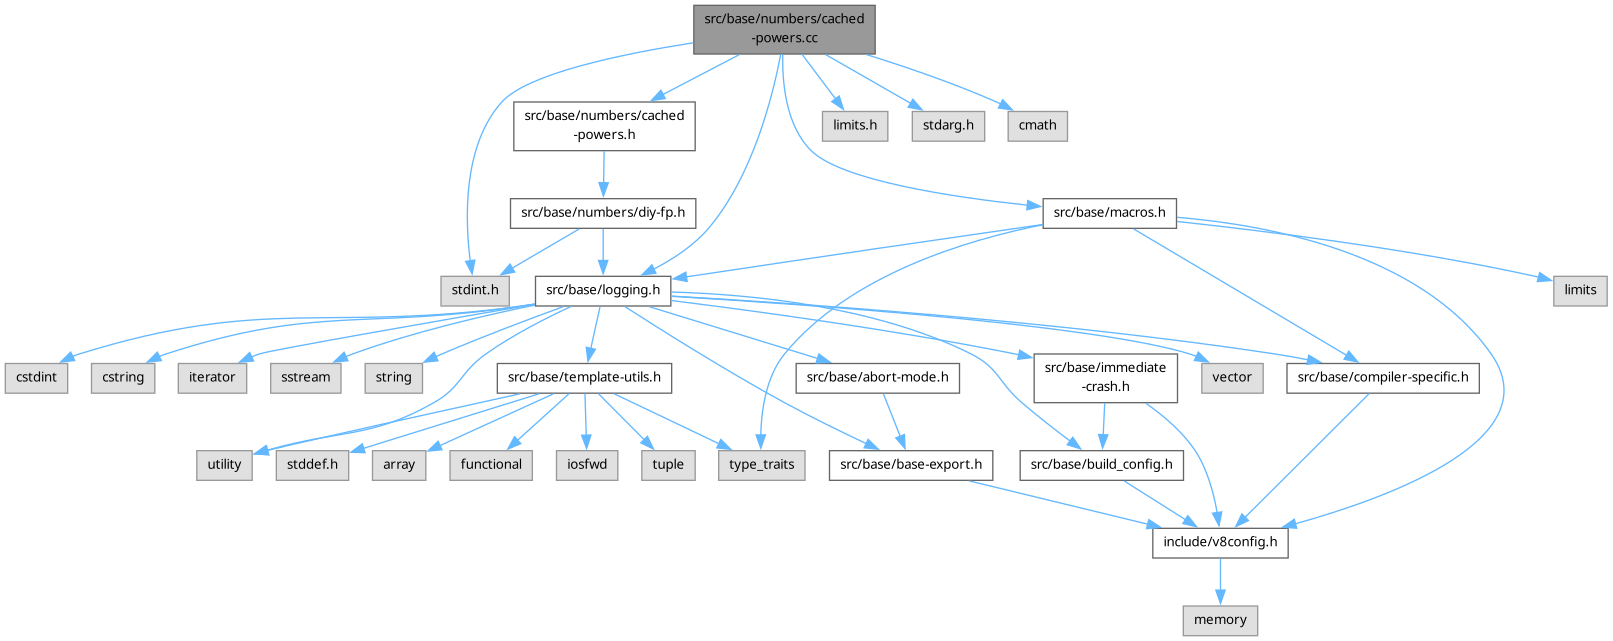 src/base/numbers/cached
-powers.cc
src/base/numbers/cached
-powers.h
limits.h
stdarg.h
cmath
src/base/numbers/diy-fp.h
src/base/macros.h
stdint.h
src/base/logging.h
limits
cstdint
cstring
iterator
sstream
string
src/base/template-utils.h
src/base/abort-mode.h
src/base/immediate
-crash.h
vector
src/base/compiler-specific.h
utility
stddef.h
array
functional
iosfwd
tuple
type_traits
src/base/base-export.h
src/base/build_config.h
include/v8config.h
memory